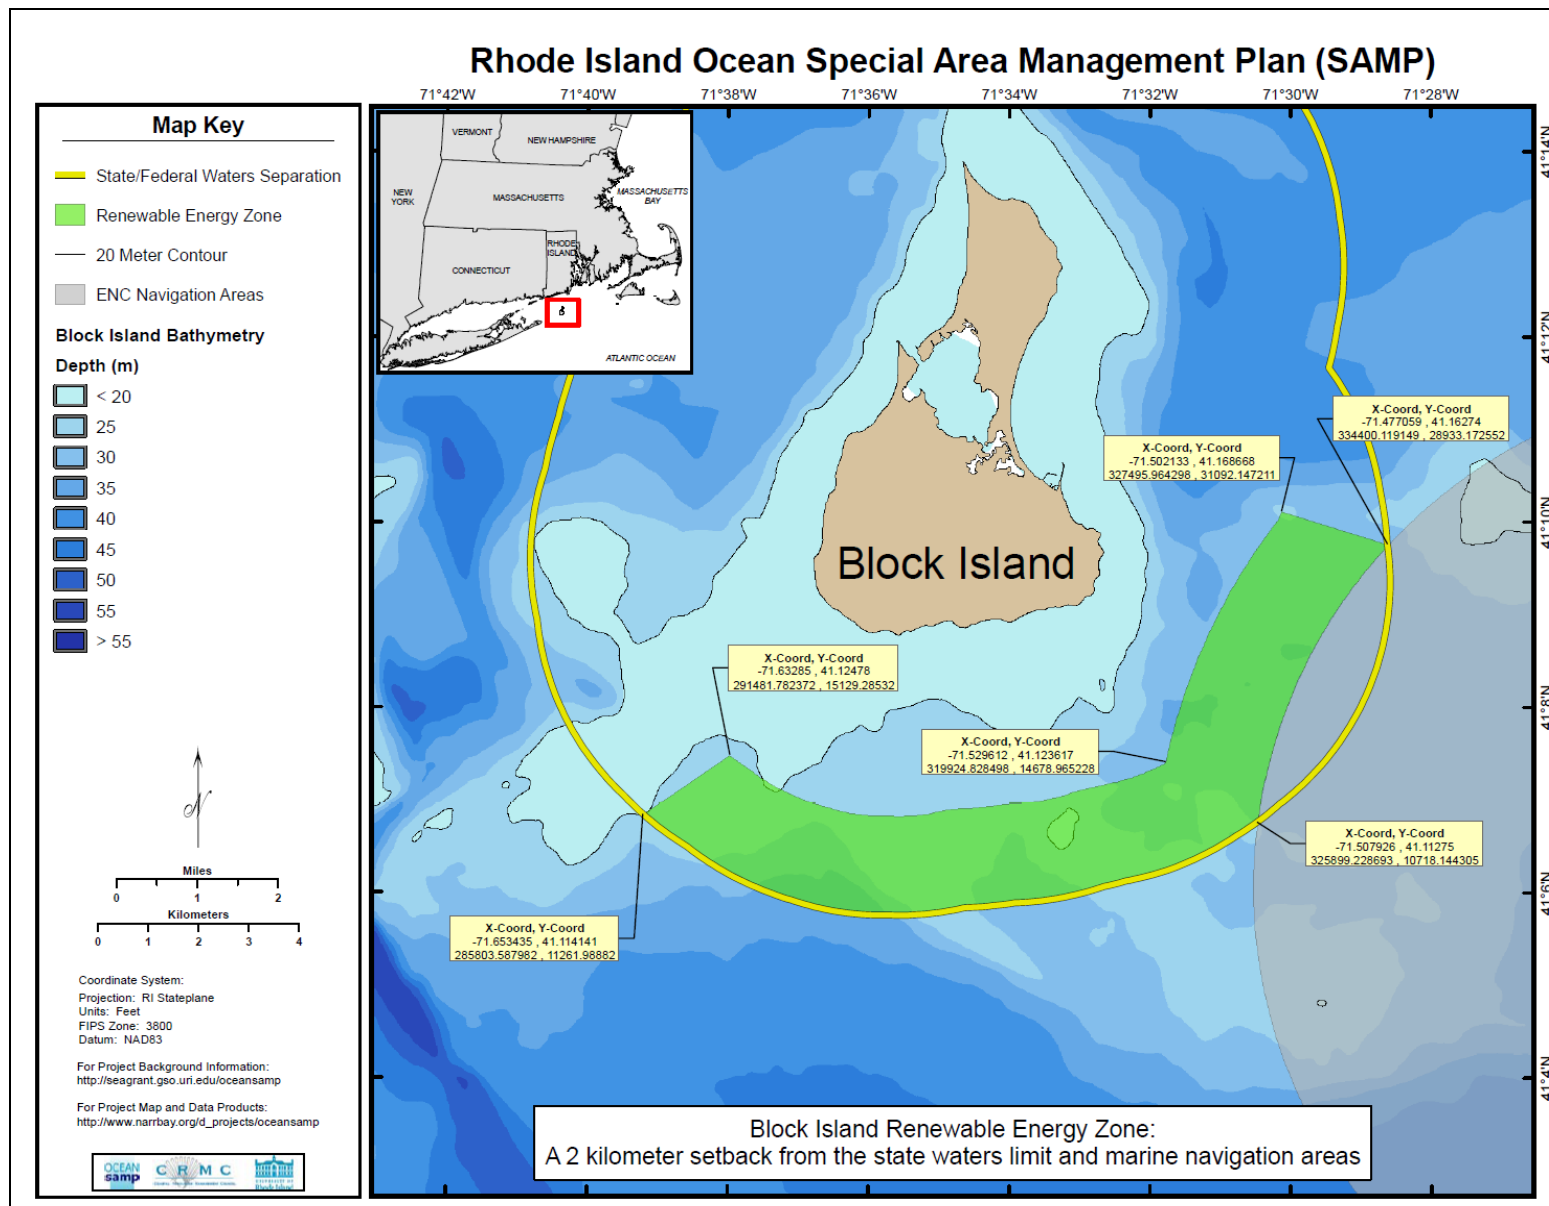 Rhode Island Ocean Special Area Management Plan (SAMP)
Map Key
State/Federal Waters Separation
Renewable Energy Zone
20 Meter Contour
ENC Navigation Areas
Block Island Bathymetry
Depth (m)
< 20
25
30
35
40
45
50
55
> 55
N
Miles
0 1 2
Kilometers
0 1 2 3 4
Coordinate System:
Projection: RI Stateplane
Units: Feet
FIPS Zone: 3800
Datum: NAD83
For Project Background Information:
http://seagrant.gso.uri.edu/oceansamp
For Project Map and Data Products:
http://www.narrbay.org/d_projects/oceansamp
OCEAN
samp
C R M C
71°42'W 71°40'W 71°38'W 71°36'W 71°34'W 71°32'W 71°30'W 71°28'W
VERMONT
NEW HAMPSHIRE
NEW
YORK
MASSACHUSETTS
MASSACHUSETTS
BAY
RHODE
ISLAND
CONNECTICUT
ATLANTIC OCEAN
41°14'N
41°12'N
41°10'N
41°8'N
41°6'N
41°4'N
X-Coord, Y-Coord
-71.477059 , 41.16274
334400.119149 , 28933.172552
X-Coord, Y-Coord
-71.502133 , 41.168668
327495.964298 , 31092.147211
Block Island
X-Coord, Y-Coord
-71.63285 , 41.12478
291481.782372 , 15129.28532
X-Coord, Y-Coord
-71.529612 , 41.123617
319924.828498 , 14678.965228
X-Coord, Y-Coord
-71.507926 , 41.11275
325899.228693 , 10718.144305
X-Coord, Y-Coord
-71.653435 , 41.114141
285803.587982 , 11261.98882
Block Island Renewable Energy Zone:
A 2 kilometer setback from the state waters limit and marine navigation areas